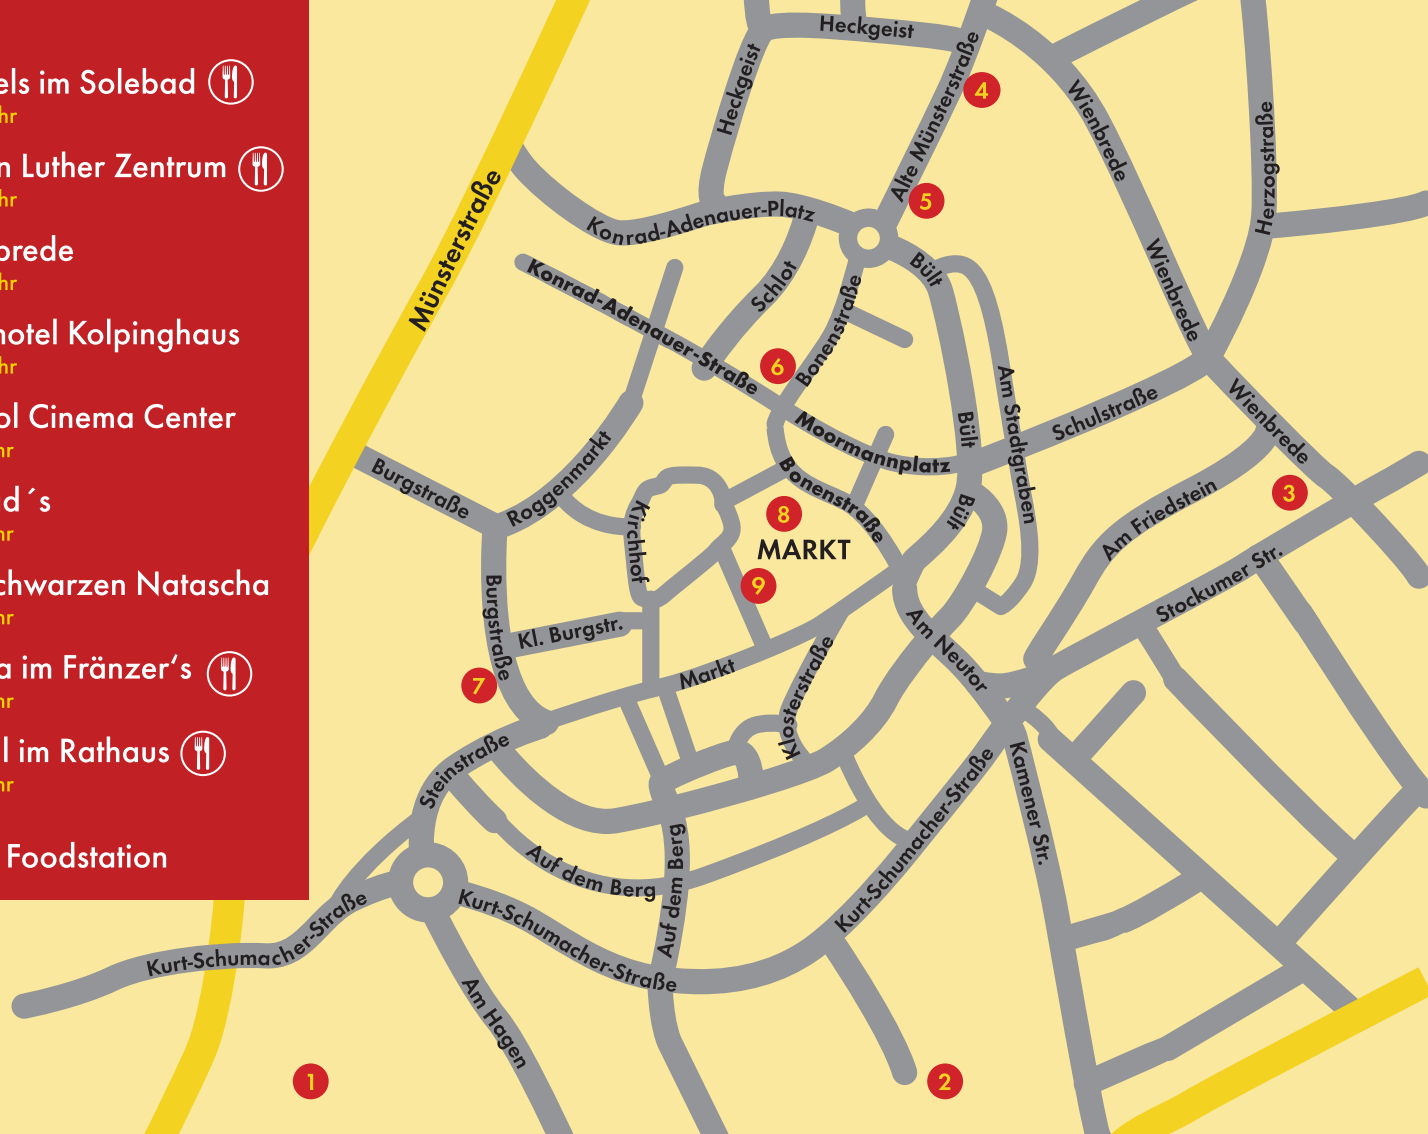 els im Solebad
hr
n Luther Zentrum
hr
brede
hr
hotel Kolpinghaus
hr
ol Cinema Center
hr
d´s
hr
chwarzen Natascha
hr
a im Fränzer‘s
hr
l im Rathaus
hr
Foodstation
Heckgeist
Heckgeist
Alte Münsterstraße
4
Wienbrede
Herzogstraße
Münsterstraße
Konrad-Adenauer-Platz
5
Wienbrede
Konrad-Adenauer-Straße
Schlot
Bonenstraße
Bült
6
Am Stadtgraben
Schulstraße
Wienbrede
Moormannplatz
Bült
Burgstraße
Roggenmarkt
Bonenstraße
Bült
3
Kirchhof
8
MARKT
Am Friedstein
9
Stockumer Str.
Burgstraße
Kl. Burgstr.
Am Neutor
7
Markt
Klosterstraße
Steinstraße
Kurt-Schumacher-Straße
Kamener Str.
Auf dem Berg
Auf dem Berg
Kurt-Schumacher-Straße
Kurt-Schumacher-Straße
Am Hagen
1
2